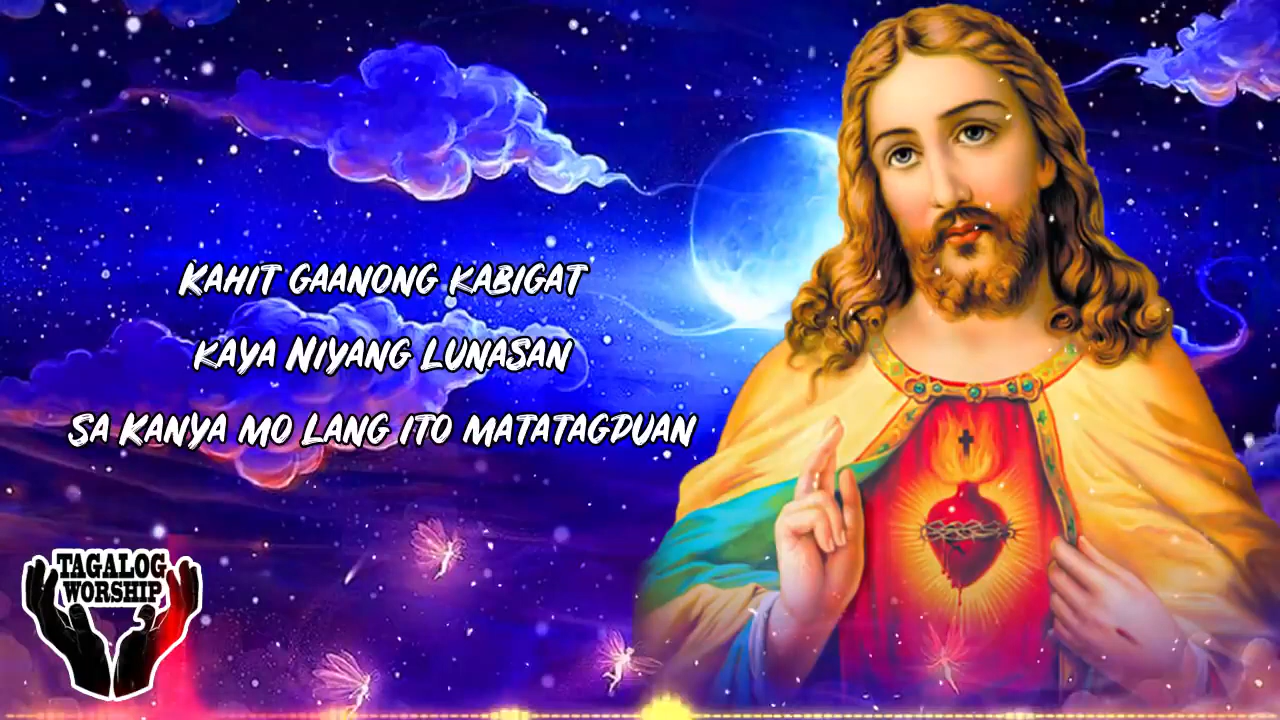 Kahit gaanong kabigat
kaya Niyang Lunasan
Sa Kanya mo Lang ito matatagpuan
TAGALOG
WORSHIP